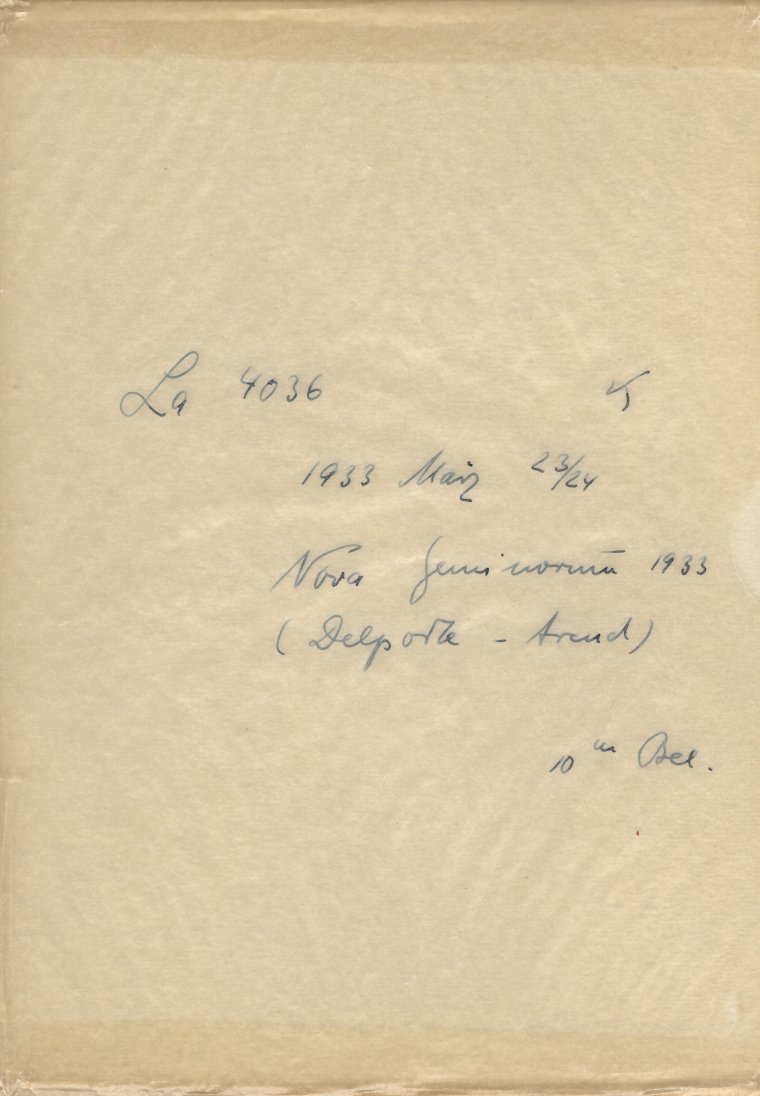 La 4036
1933 März 23/24
Nova Geminorum̄ 1933
(Delporte - Arend)
10ᵐ Bel.